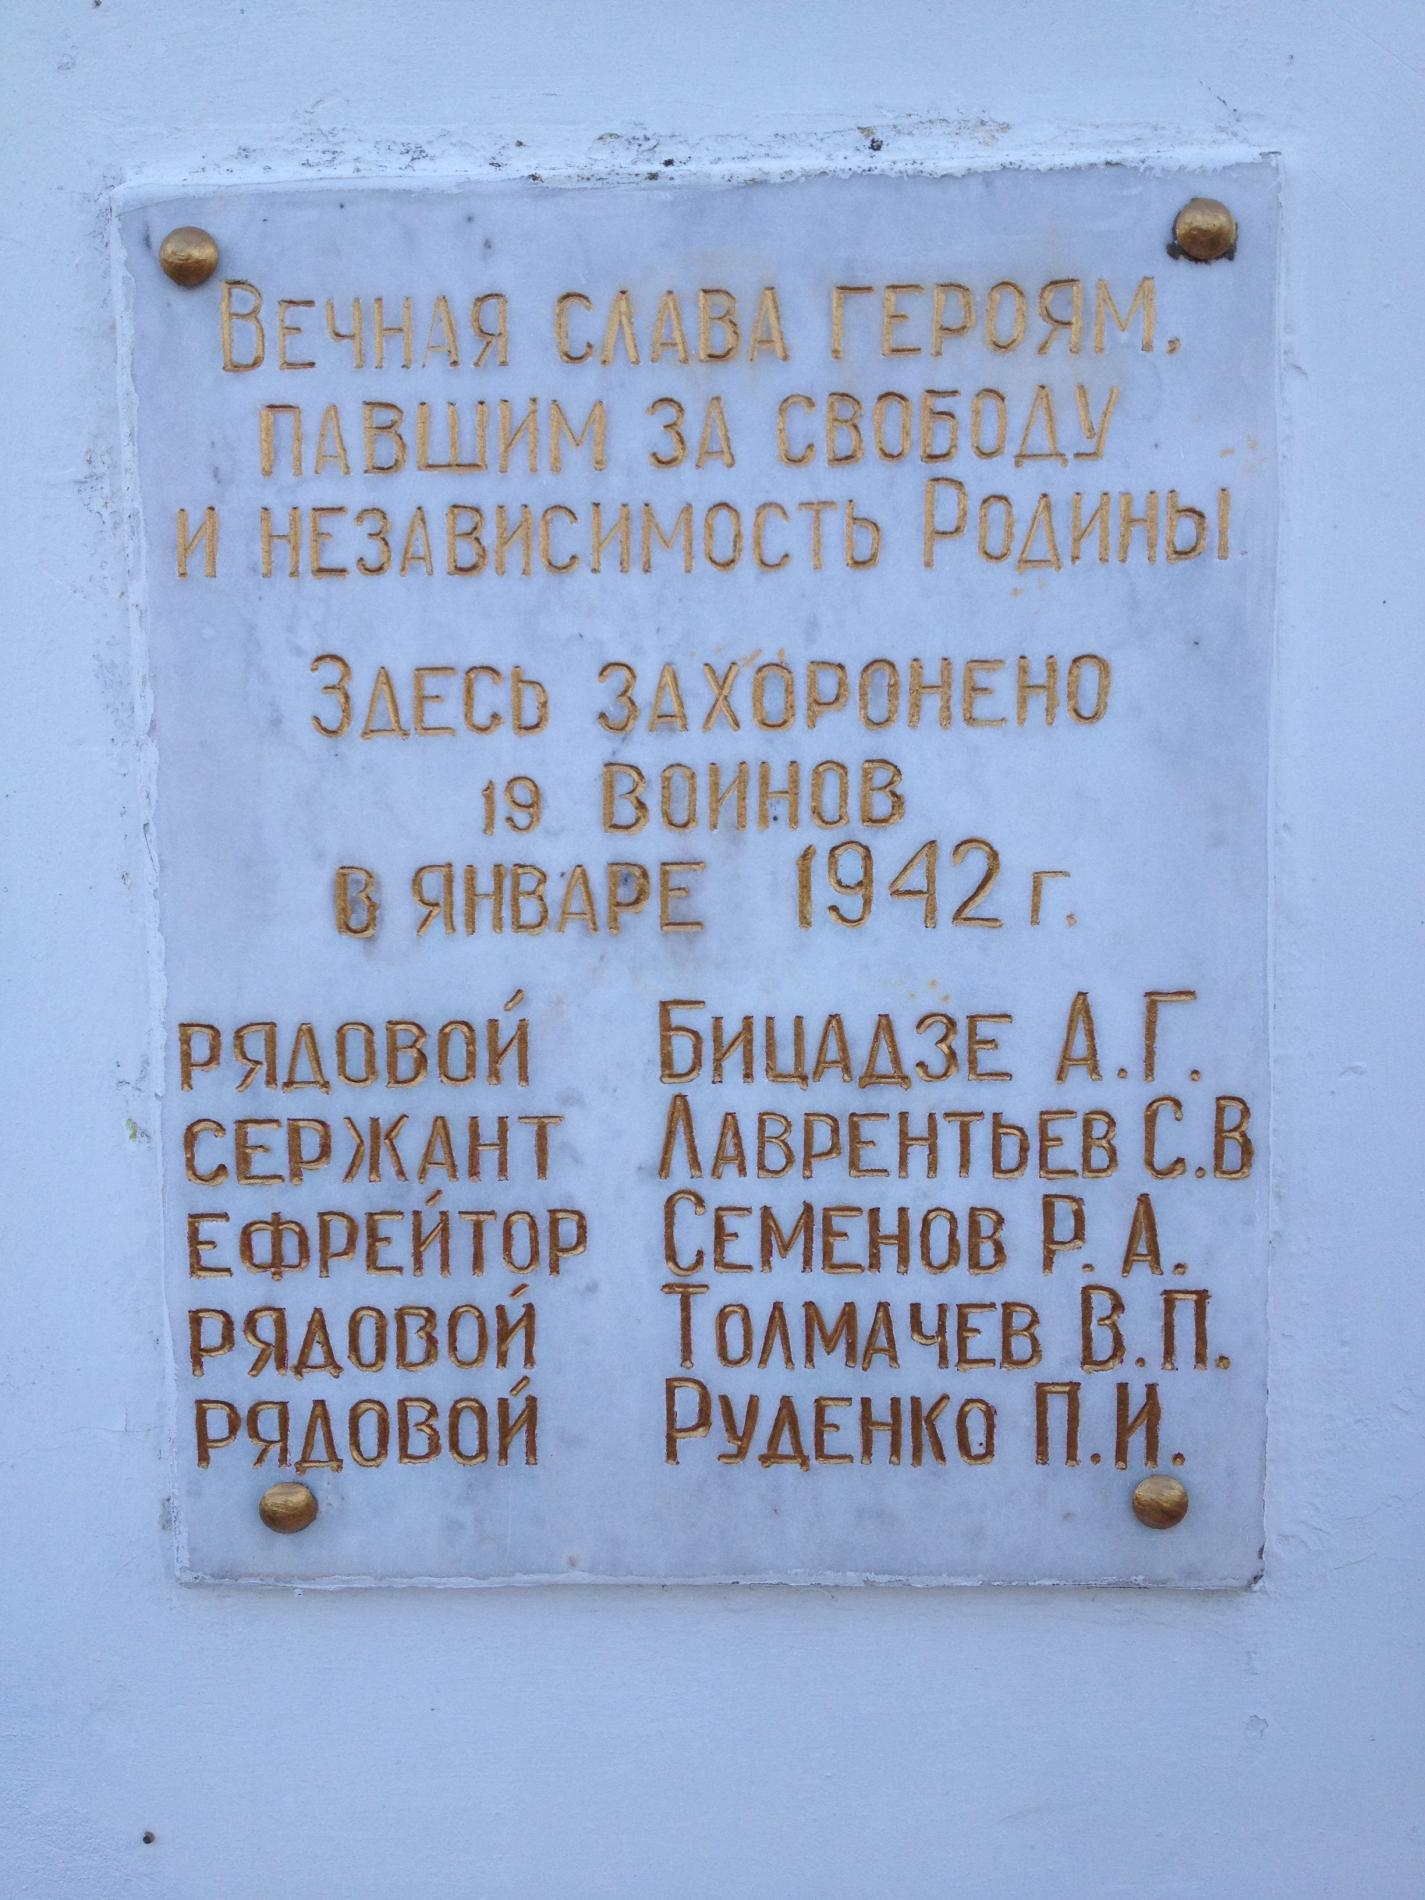 Вечная слава героям,
павшим за свободу
и независимость Родины
Здесь захоронено
19 воинов
в январе 1942 г.
рядовой Бицадзе А.Г.
сержант Лаврентьев С.В
ефрейтор Семенов Р.А.
рядовой Толмачев В.П.
рядовой Руденко П.И.